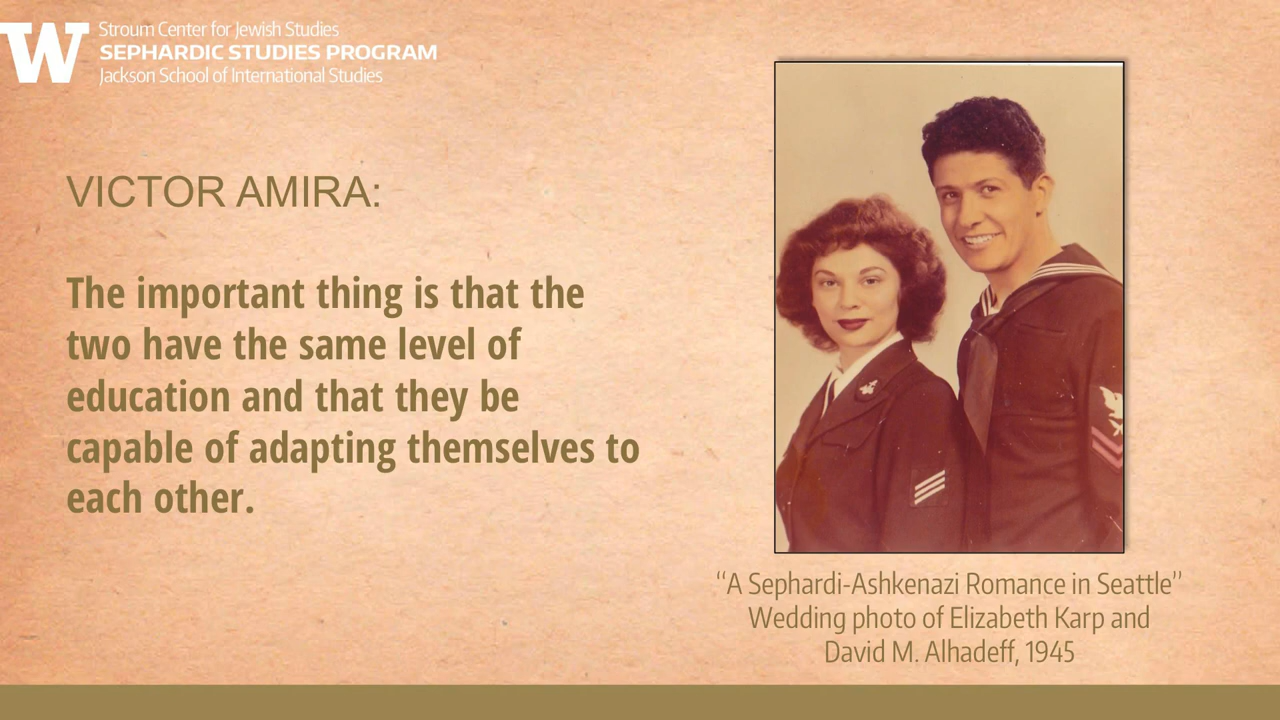 W
Stroum Center for Jewish Studies
SEPHARDIC STUDIES PROGRAM
Jackson School of International Studies
VICTOR AMIRA:
The important thing is that the
two have the same level of
education and that they be
capable of adapting themselves to
each other.
“A Sephardi-Ashkenazi Romance in Seattle”
Wedding photo of Elizabeth Karp and
David M. Alhadeff, 1945